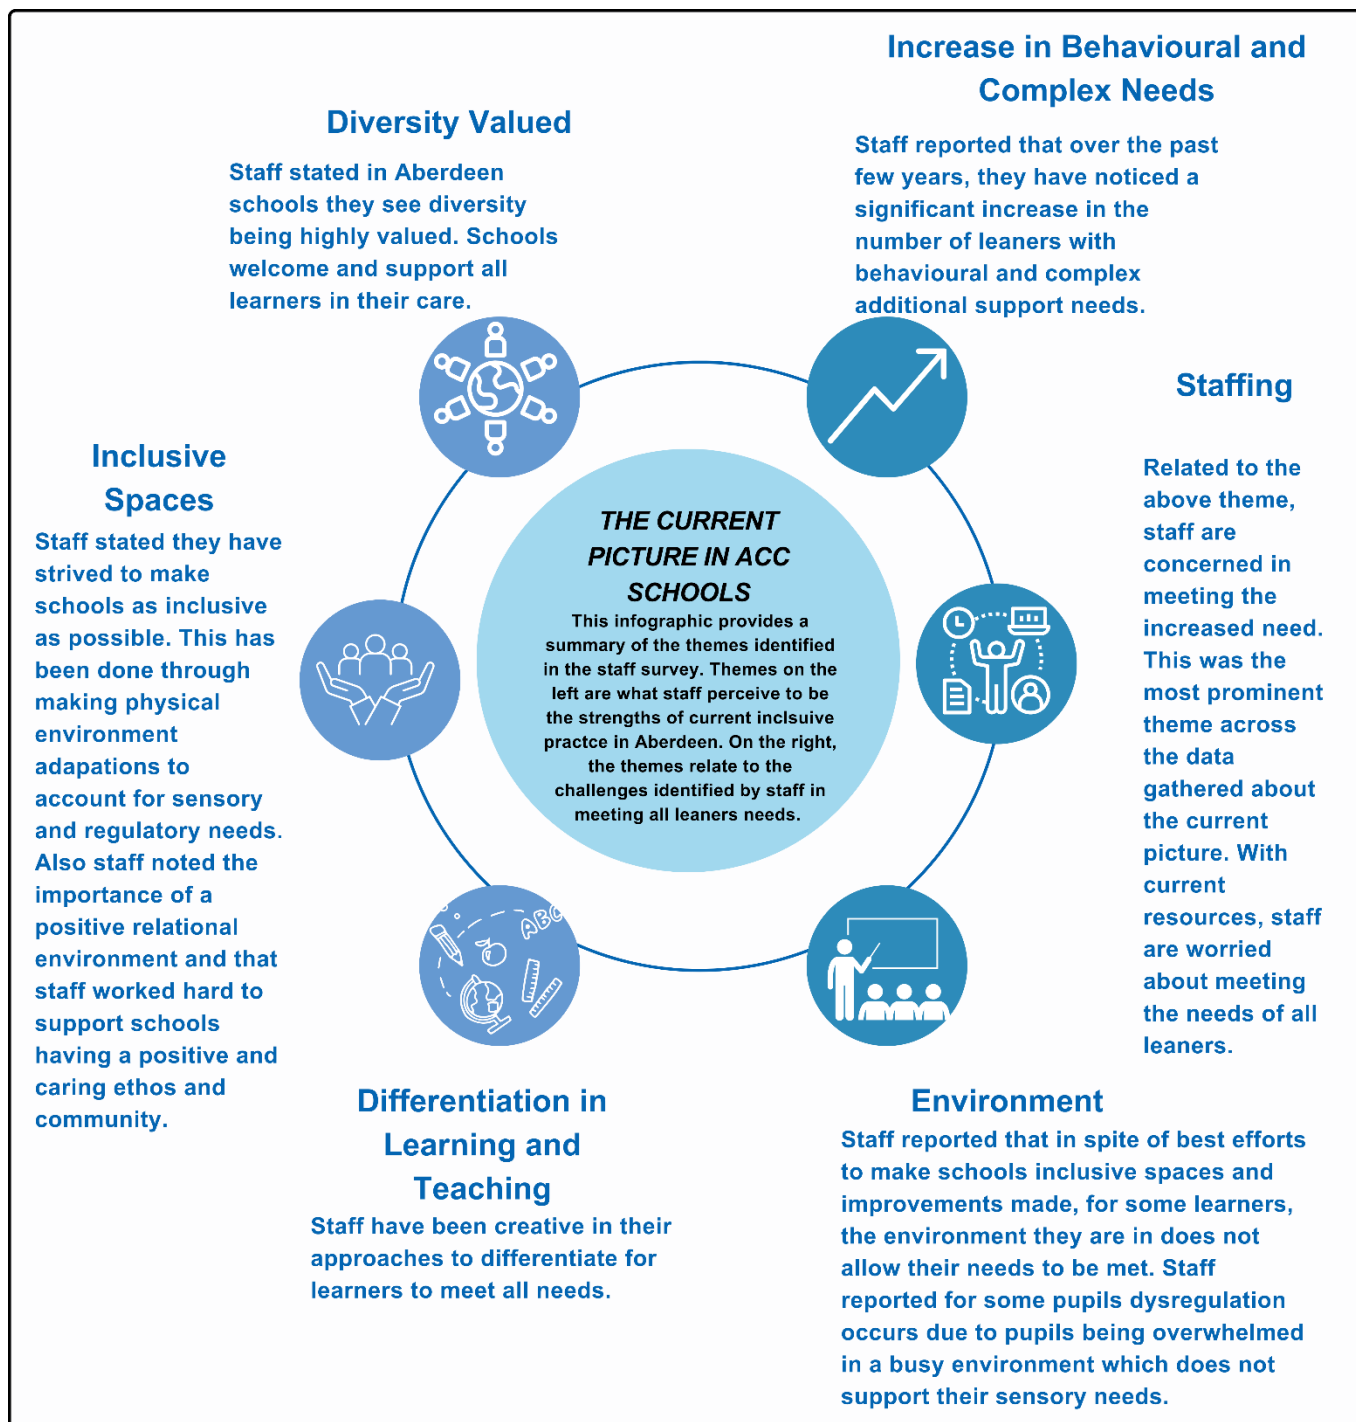 Increase in Behavioural and
Complex Needs
Staff reported that over the past
few years, they have noticed a
significant increase in the
number of leaners with
behavioural and complex
additional support needs.
Diversity Valued
Staff stated in Aberdeen
schools they see diversity
being highly valued. Schools
welcome and support all
learners in their care.
Staffing
Related to the
above theme,
staff are
concerned in
meeting the
increased need.
This was the
most prominent
theme across
the data
gathered about
the current
picture. With
current
resources, staff
are worried
about meeting
the needs of all
leaners.
Inclusive
Spaces
Staff stated they have
strived to make
schools as inclusive
as possible. This has
been done through
making physical
environment
adapations to
account for sensory
and regulatory needs.
Also staff noted the
importance of a
positive relational
environment and that
staff worked hard to
support schools
having a positive and
caring ethos and
community.
THE CURRENT
PICTURE IN ACC
SCHOOLS
This infographic provides a
summary of the themes identified
in the staff survey. Themes on the
left are what staff perceive to be
the strengths of current inclsuive
practce in Aberdeen. On the right,
the themes relate to the
challenges identified by staff in
meeting all leaners needs.
ABC
Differentiation in
Learning and
Teaching
Staff have been creative in their
approaches to differentiate for
learners to meet all needs.
Environment
Staff reported that in spite of best efforts
to make schools inclusive spaces and
improvements made, for some learners,
the environment they are in does not
allow their needs to be met. Staff
reported for some pupils dysregulation
occurs due to pupils being overwhelmed
in a busy environment which does not
support their sensory needs.